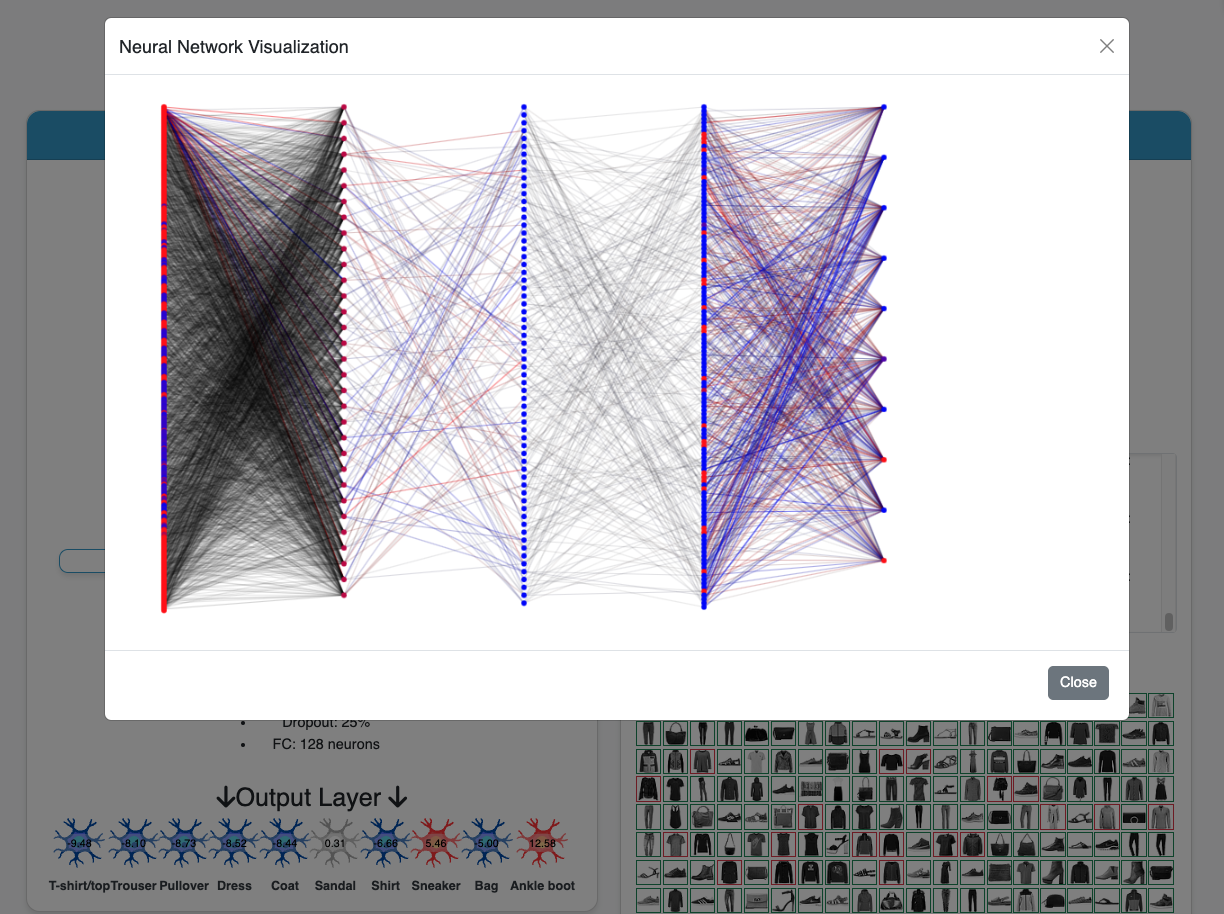 Neural Network Visualization
Close
Dropout: 25%
FC: 128 neurons
Output Layer
-9.48 -8.10 -8.73 -8.52 -8.44 0.31 -6.66 5.46 -5.00 12.58
T-shirt/top Trouser Pullover Dress Coat Sandal Shirt Sneaker Bag Ankle boot